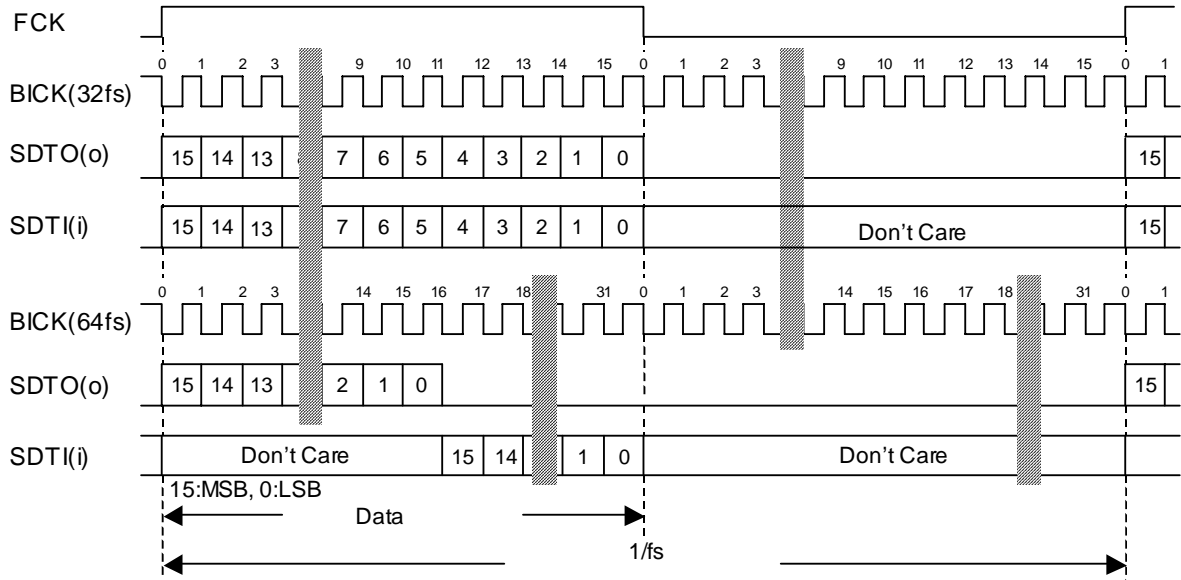 FCK
0 1 2 3 9 10 11 12 13 14 15 0 1 2 3 9 10 11 12 13 14 15 0 1
BICK(32fs)
SDTO(o) 15 14 13 7 6 5 4 3 2 1 0 15
SDTI(i) 15 14 13 7 6 5 4 3 2 1 0 Don't Care 15
0 1 2 3 14 15 16 17 18 31 0 1 2 3 14 15 16 17 18 31 0 1
BICK(64fs)
SDTO(o) 15 14 13 2 1 0 15
SDTI(i) Don't Care 15 14 1 0 Don't Care
15:MSB, 0:LSB
Data
1/fs